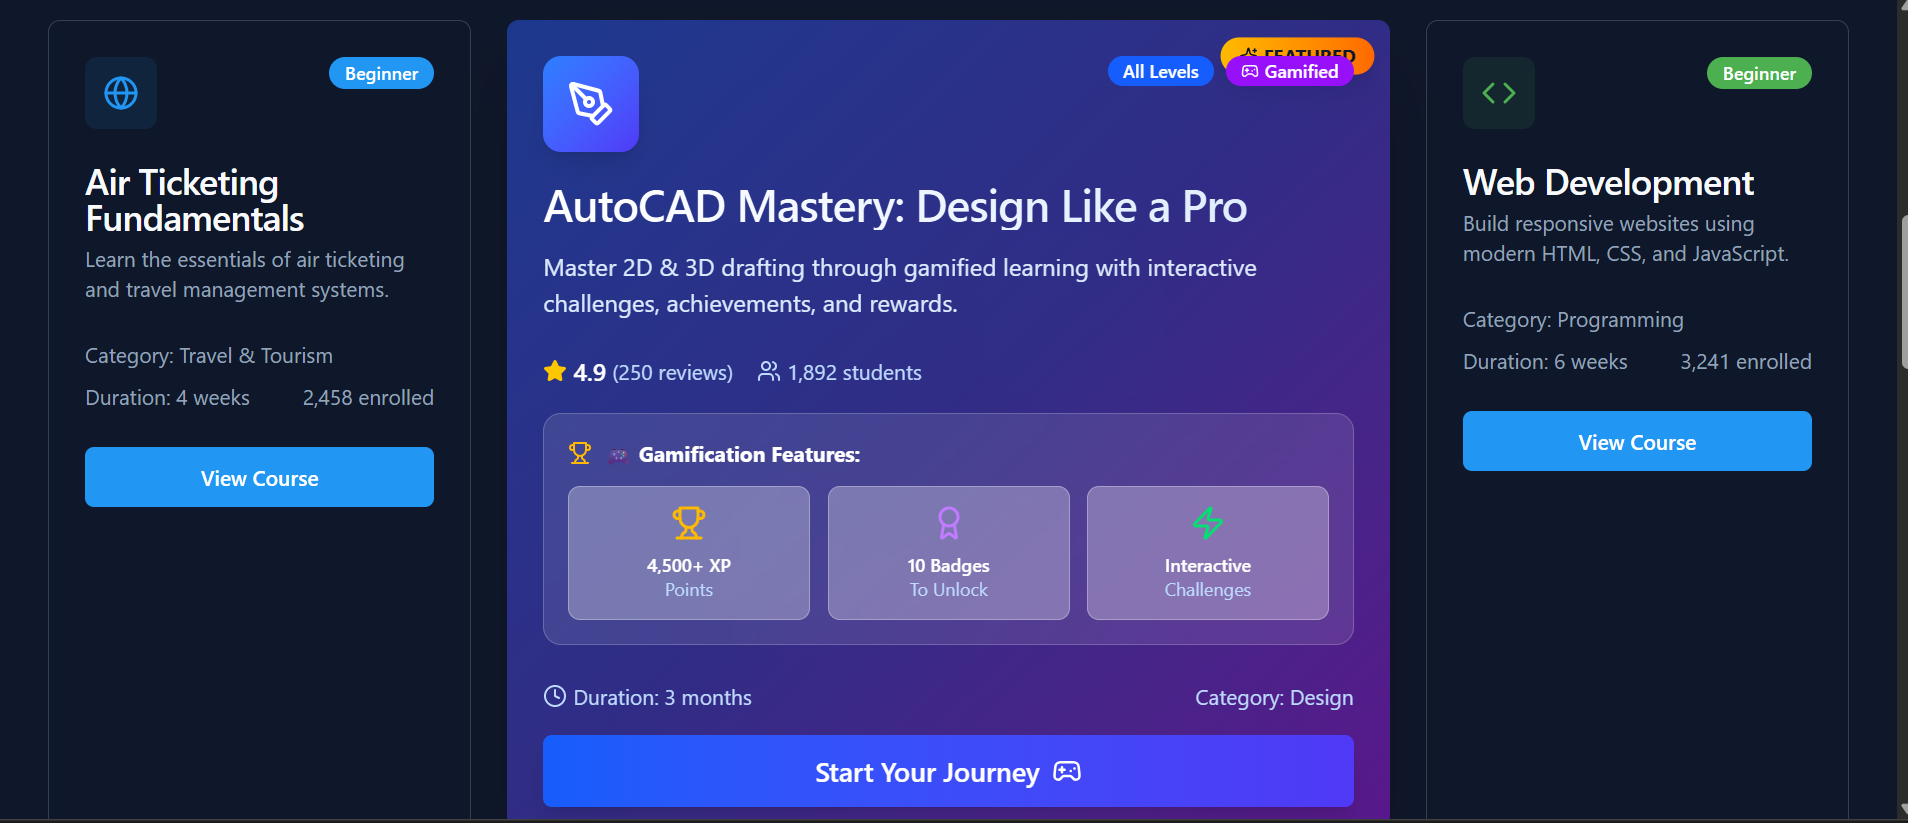 Beginner
Air Ticketing
Fundamentals
Learn the essentials of air ticketing
and travel management systems.
Category: Travel & Tourism
Duration: 4 weeks 2,458 enrolled
View Course
FEATURED
All Levels Gamified
AutoCAD Mastery: Design Like a Pro
Master 2D & 3D drafting through gamified learning with interactive
challenges, achievements, and rewards.
4.9 (250 reviews) 1,892 students
Gamification Features:
4,500+ XP
Points
10 Badges
To Unlock
Interactive
Challenges
Duration: 3 months Category: Design
Start Your Journey
Beginner
Web Development
Build responsive websites using
modern HTML, CSS, and JavaScript.
Category: Programming
Duration: 6 weeks 3,241 enrolled
View Course